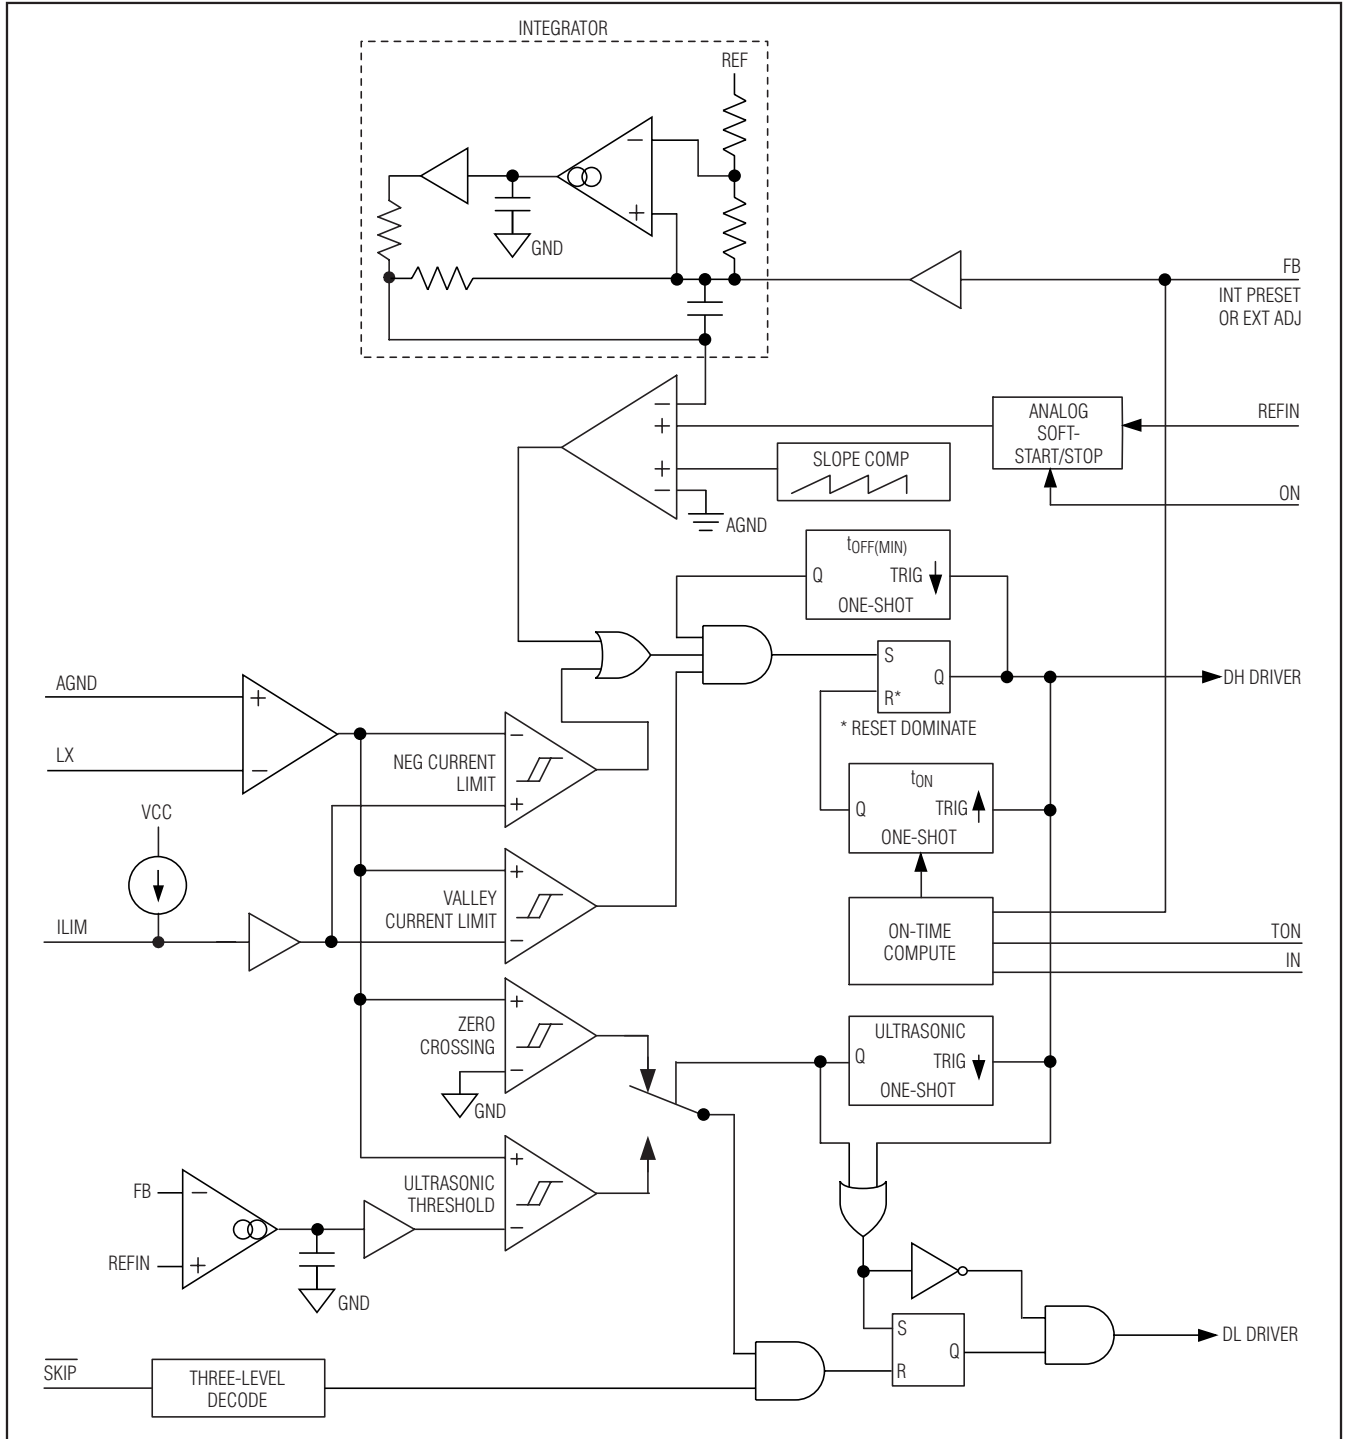 INTEGRATOR
REF
−
+
GND
FB
INT PRESET
OR EXT ADJ
−
+
+
−
ANALOG
SOFT-
START/STOP
REFIN
SLOPE COMP
ON
AGND
tOFF(MIN)
Q TRIG
ONE-SHOT
S
Q
R*
DH DRIVER
* RESET DOMINATE
AGND
+
LX
−
NEG CURRENT
LIMIT
−
+
tON
Q TRIG
ONE-SHOT
VCC
ILIM
VALLEY
CURRENT LIMIT
+
−
ON-TIME
COMPUTE
TON
IN
ZERO
CROSSING
+
−
GND
ULTRASONIC
Q TRIG
ONE-SHOT
ULTRASONIC
THRESHOLD
+
−
FB
−
REFIN
+
GND
S
Q
R
DL DRIVER
SKIP
THREE-LEVEL
DECODE